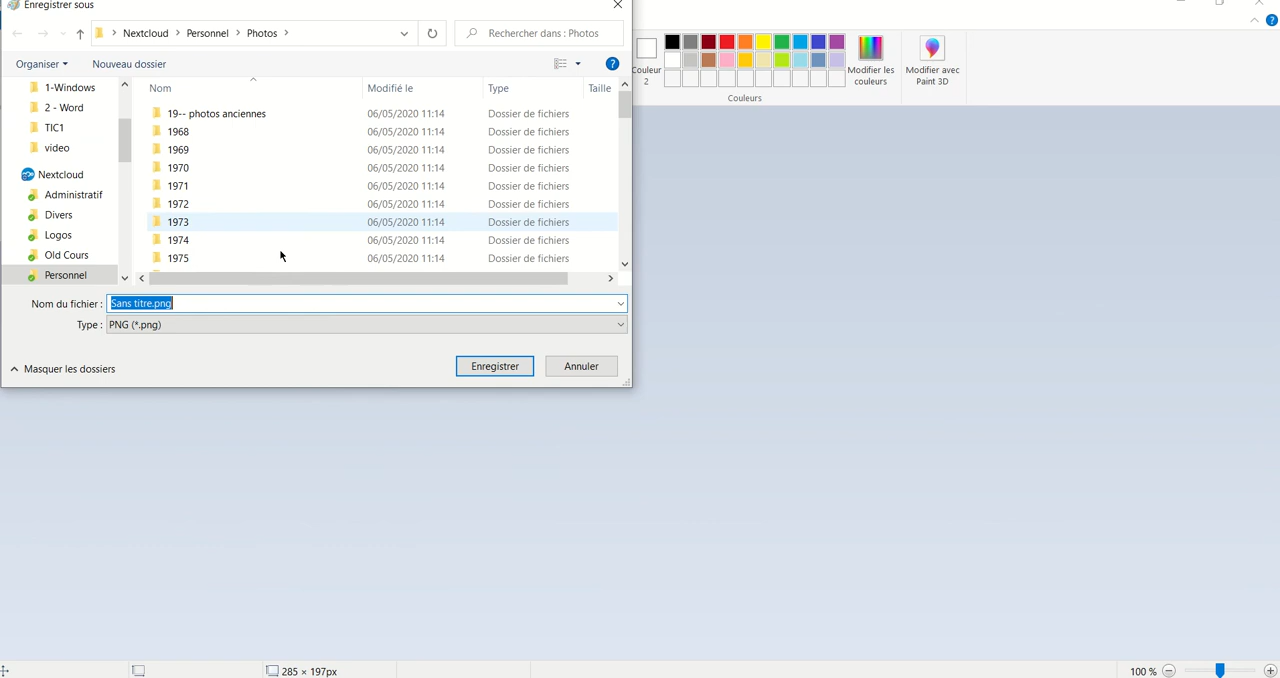 Enregistrer sous
Nextcloud > Personnel > Photos >
Rechercher dans : Photos
Organiser
Nouveau dossier
1-Windows
2 - Word
TIC1
video
Nextcloud
Administratif
Divers
Logos
Old Cours
Personnel
Nom Modifié le Type Taille
19-- photos anciennes 06/05/2020 11:14 Dossier de fichiers
1968 06/05/2020 11:14 Dossier de fichiers
1969 06/05/2020 11:14 Dossier de fichiers
1970 06/05/2020 11:14 Dossier de fichiers
1971 06/05/2020 11:14 Dossier de fichiers
1972 06/05/2020 11:14 Dossier de fichiers
1973 06/05/2020 11:14 Dossier de fichiers
1974 06/05/2020 11:14 Dossier de fichiers
1975 06/05/2020 11:14 Dossier de fichiers
Nom du fichier : Sans titre.png
Type : PNG (*.png)
Masquer les dossiers
Enregistrer
Annuler
Couleur
2
Modifier les
couleurs
Modifier avec
Paint 3D
Couleurs
285 × 197px
100 %